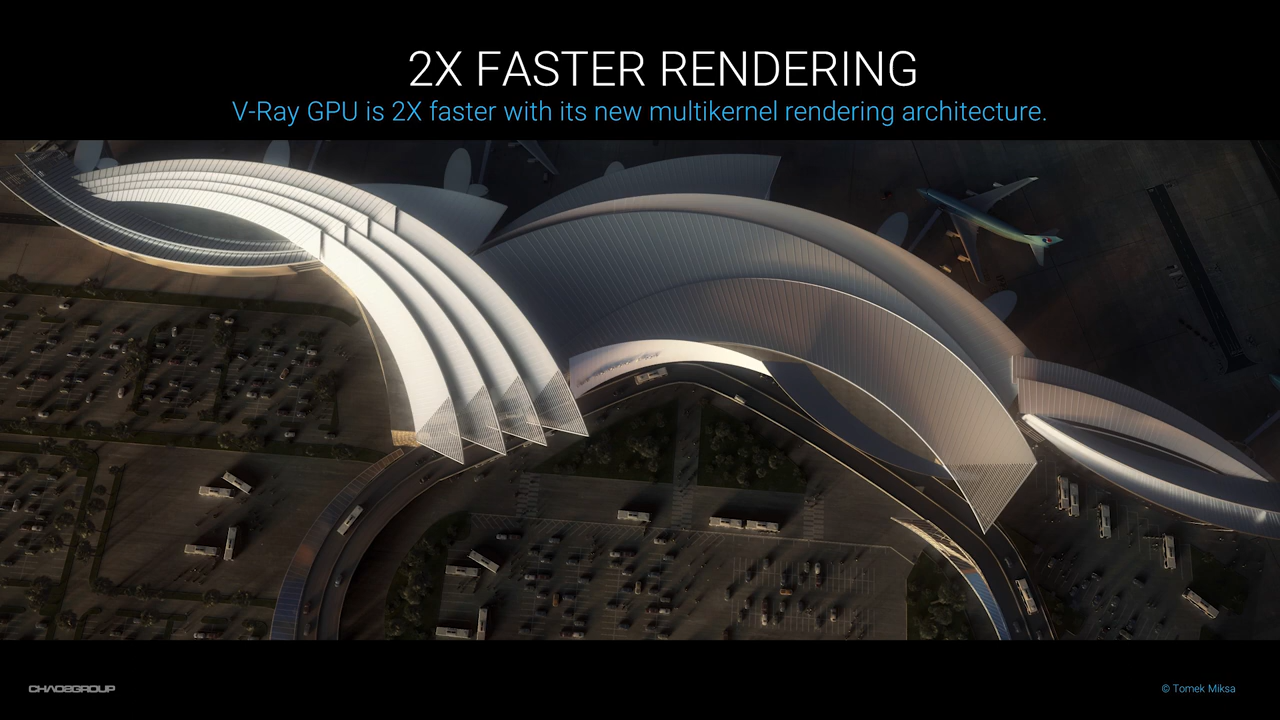 2X FASTER RENDERING
V-Ray GPU is 2X faster with its new multikernel rendering architecture.
CHAOSGROUP
© Tomek Miksa